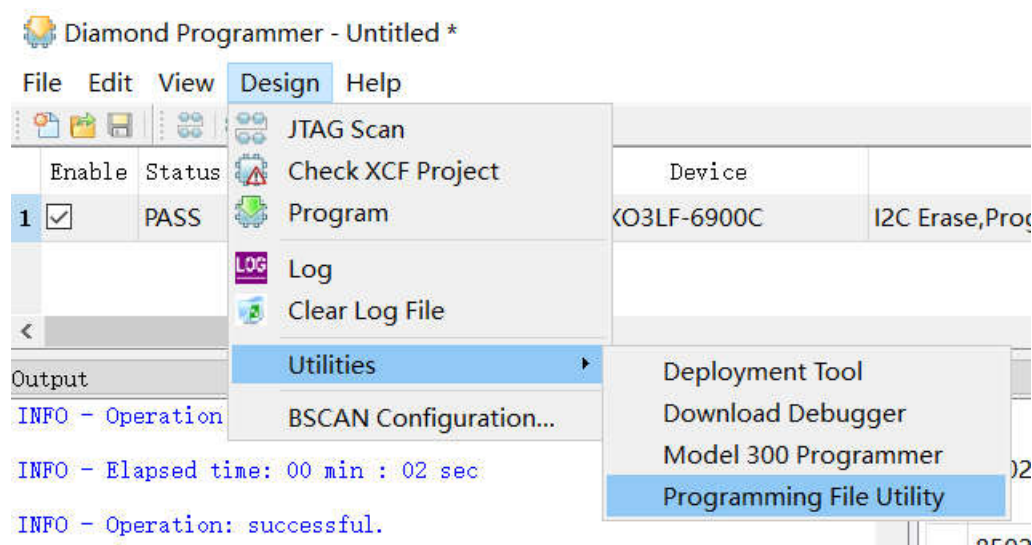 Diamond Programmer - Untitled *
File Edit View Design Help
JTAG Scan
Enable Status Check XCF Project Device
1 PASS Program XO3LF-6900C I2C Erase,Prog
LOG Log
Clear Log File
Utilities Deployment Tool
Output Download Debugger
INFO - Operation BSCAN Configuration... Model 300 Programmer
INFO - Elapsed time: 00 min : 02 sec Programming File Utility
INFO - Operation: successful.